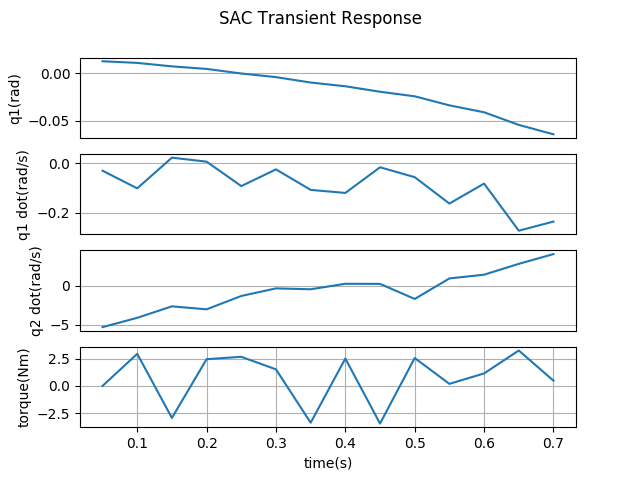 SAC Transient Response
q1(rad)
0.00
−0.05
q1 dot(rad/s)
0.0
−0.2
q2 dot(rad/s)
0
−5
torque(Nm)
2.5
0.0
−2.5
0.1 0.2 0.3 0.4 0.5 0.6 0.7
time(s)